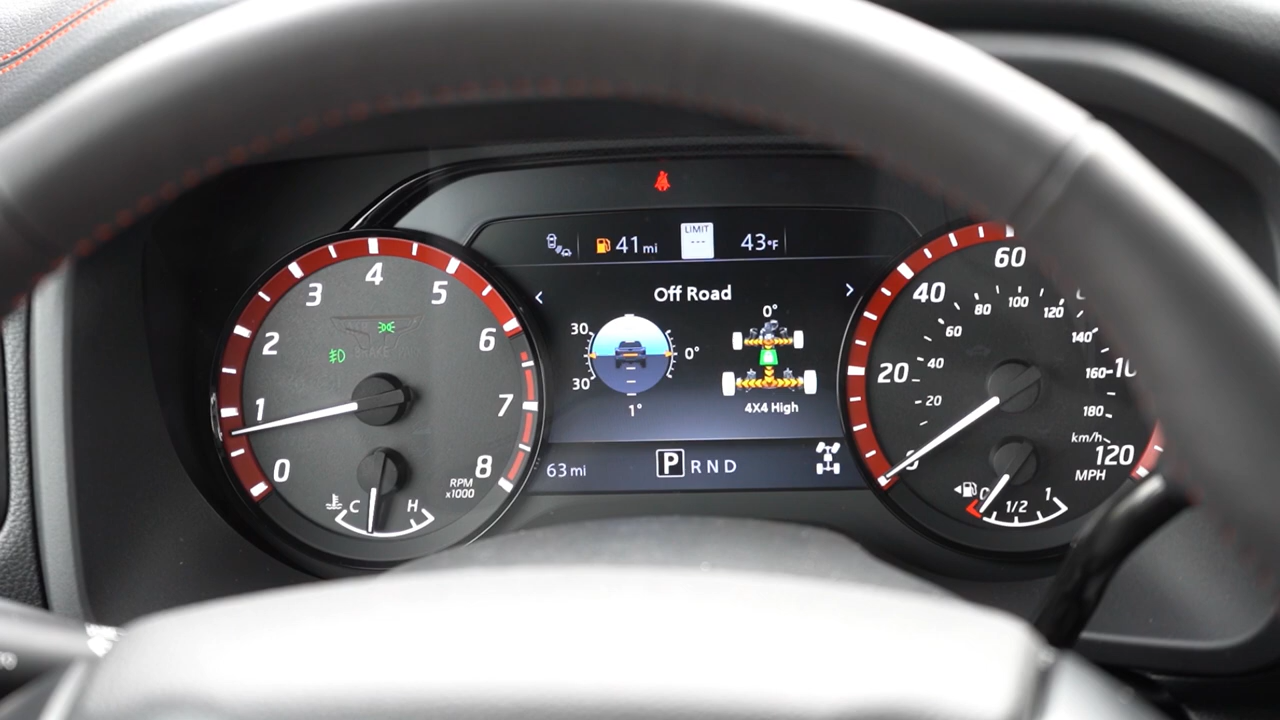 LIMIT
---
41 mi
43°F
Off Road
30
0°
30
1°
0°
4X4 High
63 mi
P R N D
0
1
2
3
4
5
6
7
8
RPM
x1000
C
H
BRAKE
20
40
60
120
MPH
20
40
60
80
100
120
140
160
180
km/h
1/2
1